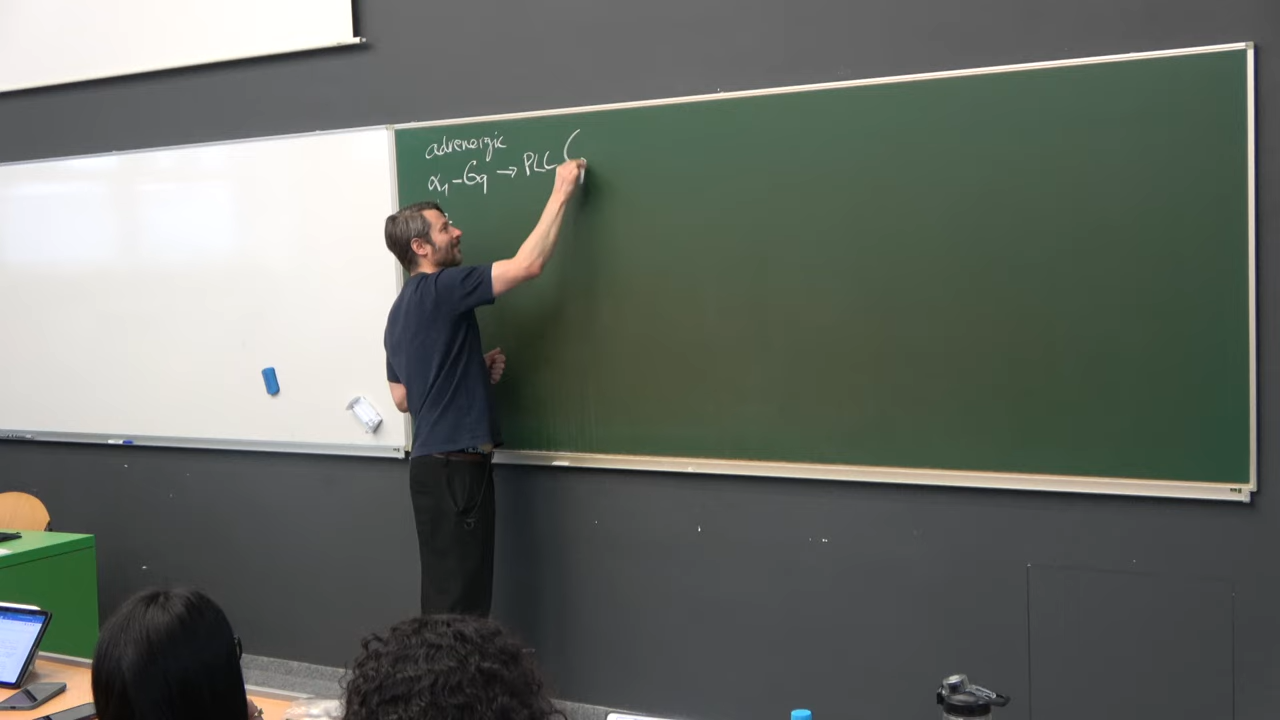 adrenergic
α₁-Gq → PLC (